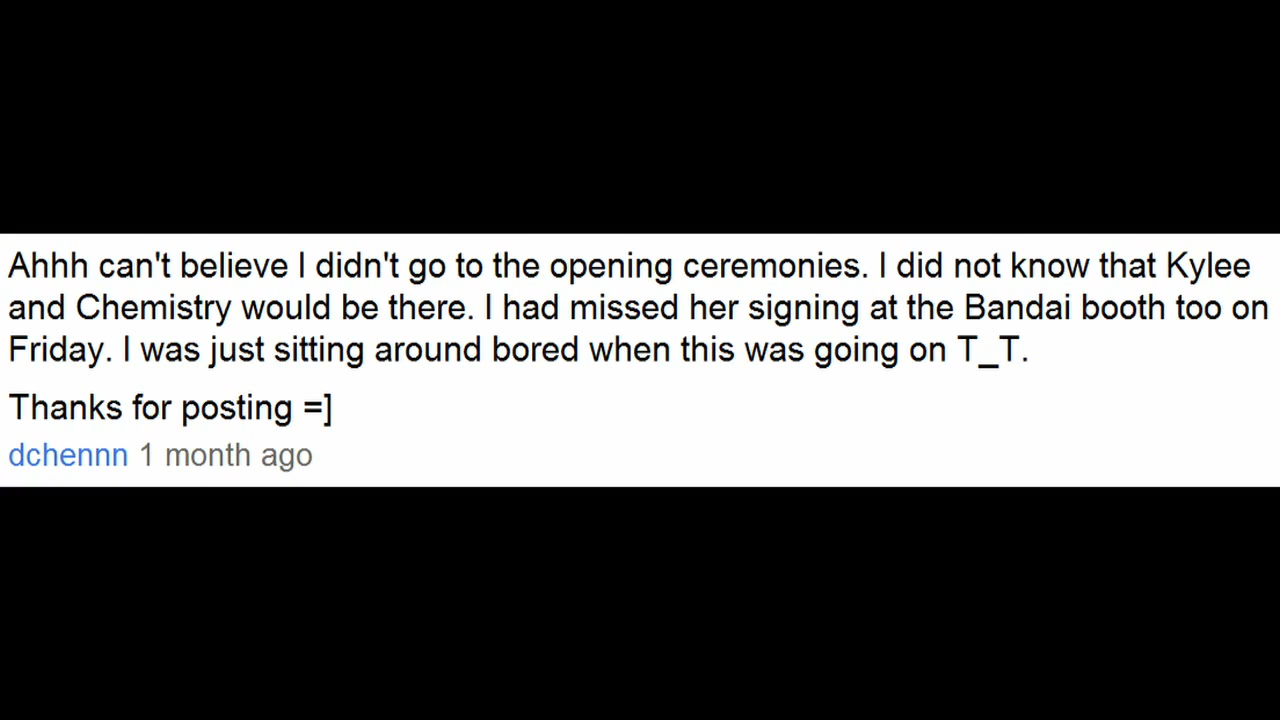 Ahhh can't believe I didn't go to the opening ceremonies. I did not know that Kylee
and Chemistry would be there. I had missed her signing at the Bandai booth too on
Friday. I was just sitting around bored when this was going on T_T.
Thanks for posting =]
dchennn 1 month ago